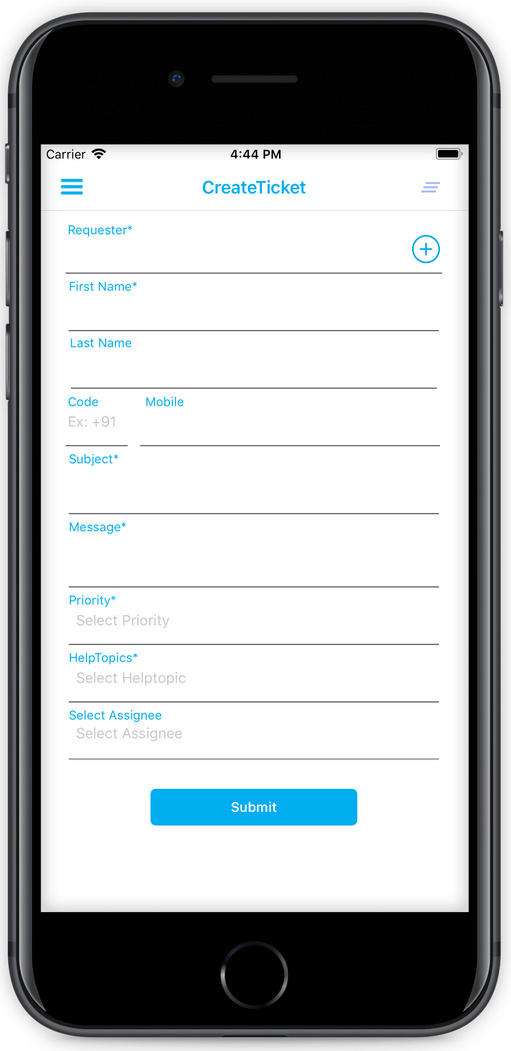 Carrier 4:44 PM
CreateTicket
Requester*
First Name*
Last Name
Code Mobile
Ex: +91
Subject*
Message*
Priority*
Select Priority
HelpTopics*
Select Helptopic
Select Assignee
Select Assignee
Submit